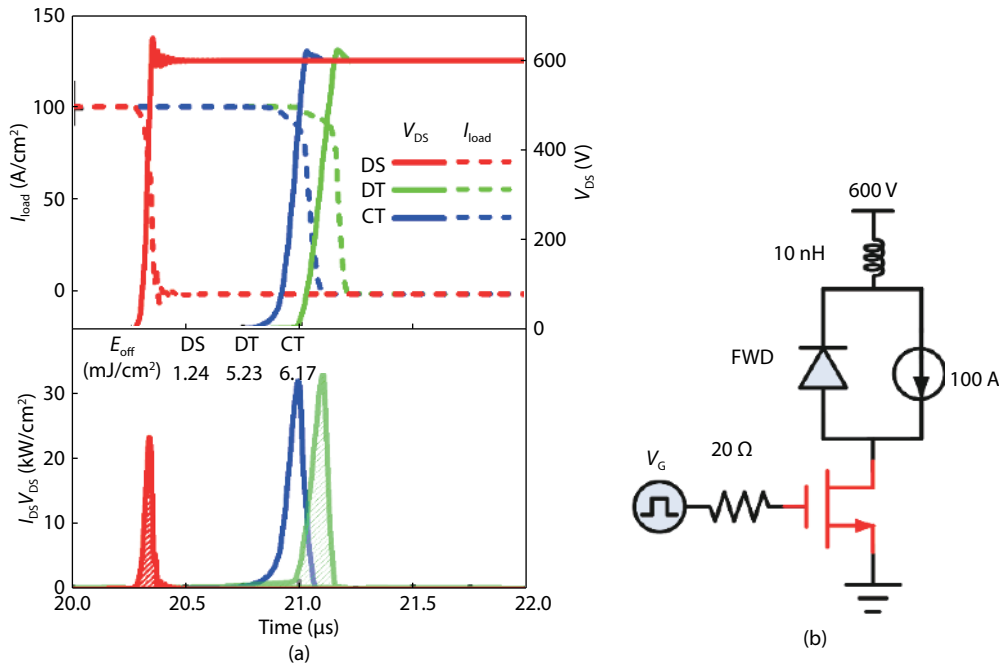 150
100
50
0
I_load (A/cm²)
600
400
200
0
V_DS (V)
V_DS I_load
DS
DT
CT
E_off DS DT CT
(mJ/cm²) 1.24 5.23 6.17
30
20
10
0
I_DS V_DS (kW/cm²)
20.0 20.5 21.0 21.5 22.0
Time (μs)
(a)
600 V
10 nH
FWD
100 A
V_G
20 Ω
(b)